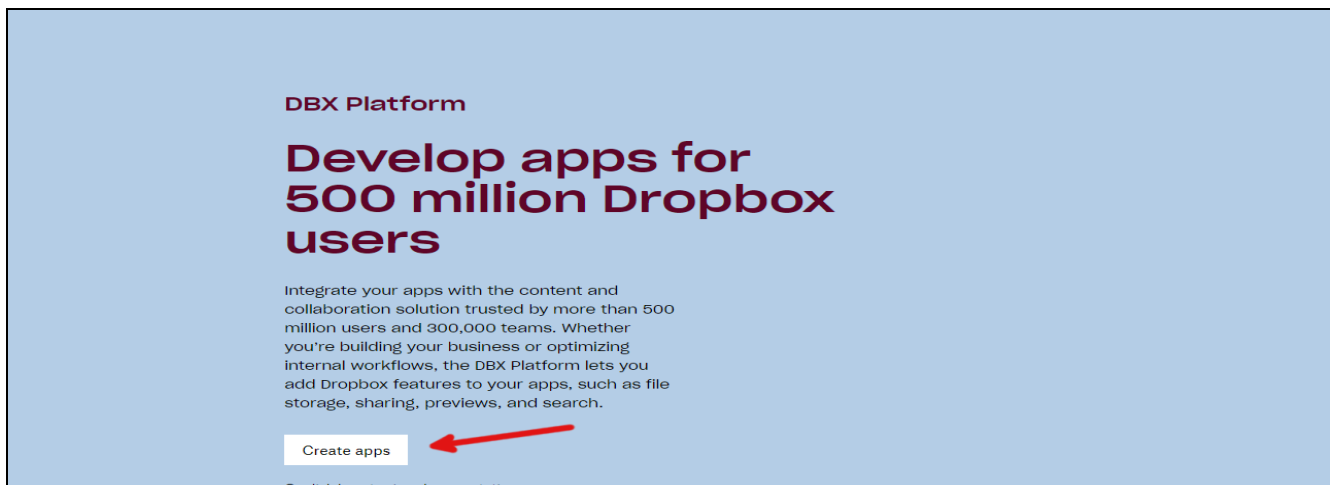 DBX Platform
Develop apps for
500 million Dropbox
users
Integrate your apps with the content and
collaboration solution trusted by more than 500
million users and 300,000 teams. Whether
you're building your business or optimizing
internal workflows, the DBX Platform lets you
add Dropbox features to your apps, such as file
storage, sharing, previews, and search.
Create apps